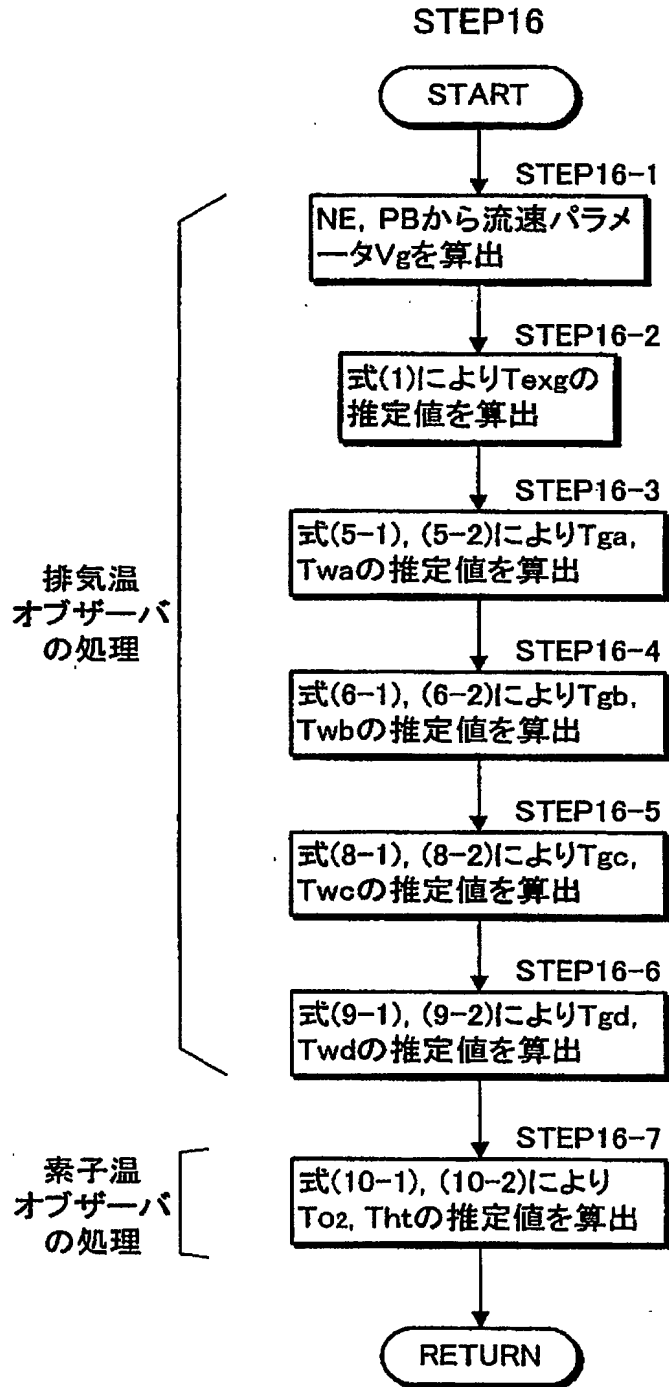 STEP16
START
STEP16-1
NE, PBから流速パラメ
ータVgを算出
STEP16-2
式(1)によりTexgの
推定値を算出
STEP16-3
式(5-1), (5-2)によりTga,
Twaの推定値を算出
STEP16-4
式(6-1), (6-2)によりTgb,
Twbの推定値を算出
STEP16-5
式(8-1), (8-2)によりTgc,
Twcの推定値を算出
STEP16-6
式(9-1), (9-2)によりTgd,
Twdの推定値を算出
排気温
オブザーバ
の処理
STEP16-7
式(10-1), (10-2)により
To2, Thtの推定値を算出
素子温
オブザーバ
の処理
RETURN